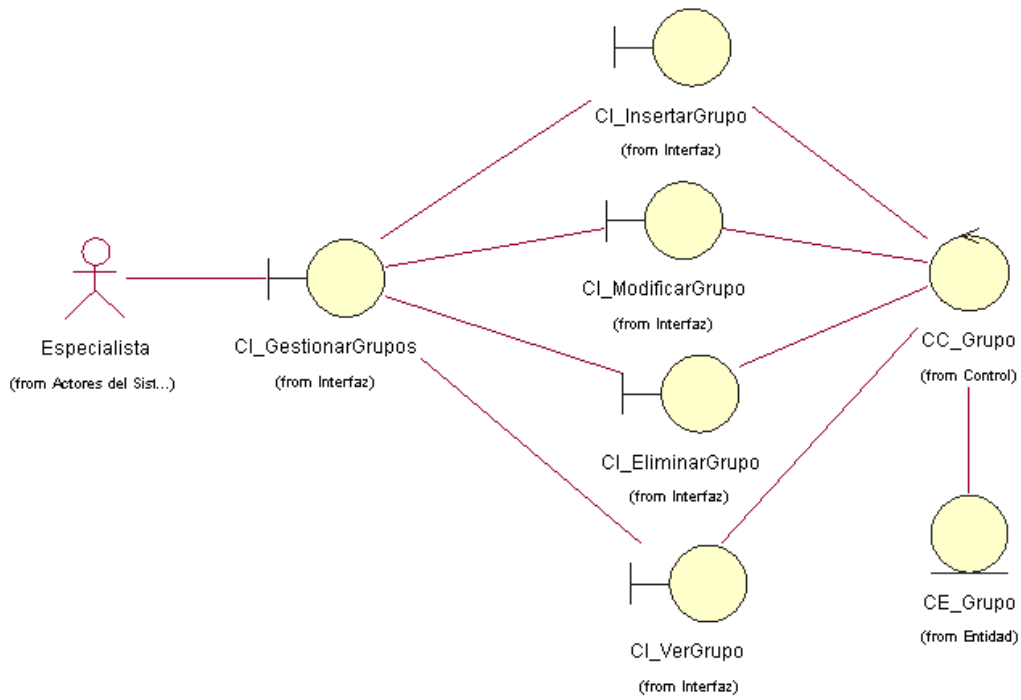 CI_InsertarGrupo
(from Interfaz)
CI_ModificarGrupo
(from Interfaz)
Especialista
(from Actores del Sist...)
CI_GestionarGrupos
(from Interfaz)
CC_Grupo
(from Control)
CI_EliminarGrupo
(from Interfaz)
CE_Grupo
(from Entidad)
CI_VerGrupo
(from Interfaz)